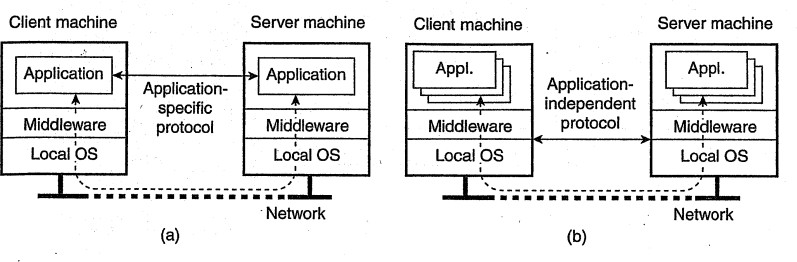 Client machine
Server machine
Application
Application
Application-
specific
protocol
Middleware
Middleware
Local OS
Local OS
Network
(a)
Client machine
Server machine
Appl.
Appl.
Application-
independent
protocol
Middleware
Middleware
Local OS
Local OS
Network
(b)